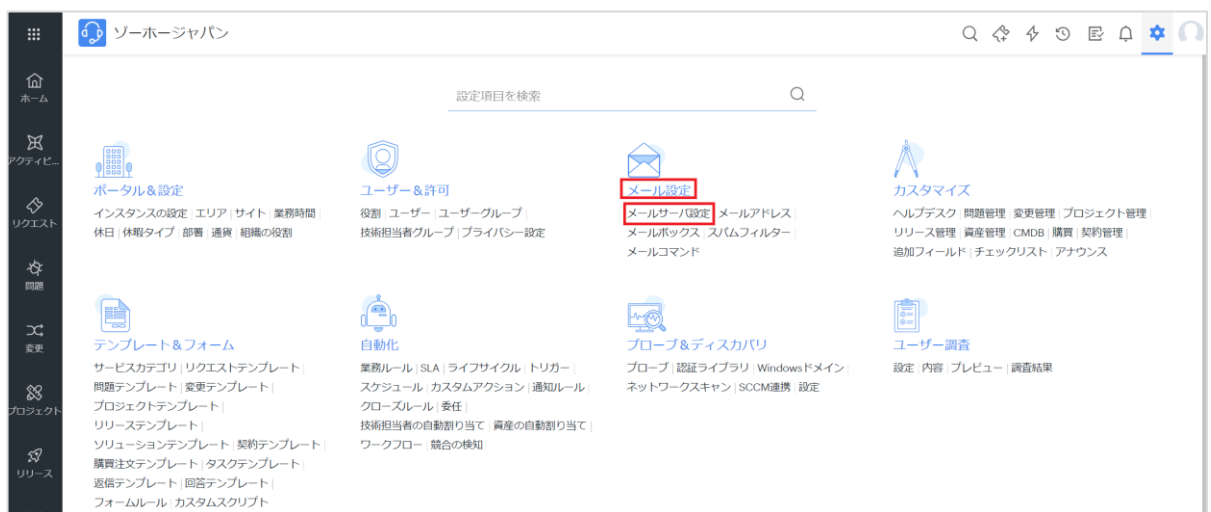 ゾーホージャパン
ホーム
アクティビ...
リクエスト
問題
変更
プロジェクト
リリース
設定項目を検索
ポータル&設定
インスタンスの設定 | エリア | サイト | 業務時間 |
休日 | 休暇タイプ | 部署 | 通貨 | 組織の役割
ユーザー&許可
役割 | ユーザー | ユーザーグループ |
技術担当者グループ | プライバシー設定
メール設定
メールサーバ設定 | メールアドレス |
メールボックス | スパムフィルター |
メールコマンド
カスタマイズ
ヘルプデスク | 問題管理 | 変更管理 | プロジェクト管理 |
リリース管理 | 資産管理 | CMDB | 購買 | 契約管理 |
追加フィールド | チェックリスト | アナウンス
テンプレート&フォーム
サービスカテゴリ | リクエストテンプレート |
問題テンプレート | 変更テンプレート |
プロジェクトテンプレート |
リリーステンプレート |
ソリューションテンプレート | 契約テンプレート |
購買注文テンプレート | タスクテンプレート |
返信テンプレート | 回答テンプレート |
フォームルール | カスタムスクリプト
自動化
業務ルール | SLA | ライフサイクル | トリガー |
スケジュール | カスタムアクション | 通知ルール |
クローズルール | 委任 |
技術担当者の自動割り当て | 資産の自動割り当て |
ワークフロー | 競合の検知
プローブ&ディスカバリ
プローブ | 認証ライブラリ | Windowsドメイン |
ネットワークスキャン | SCCM連携 | 設定
ユーザー調査
設定 | 内容 | プレビュー | 調査結果